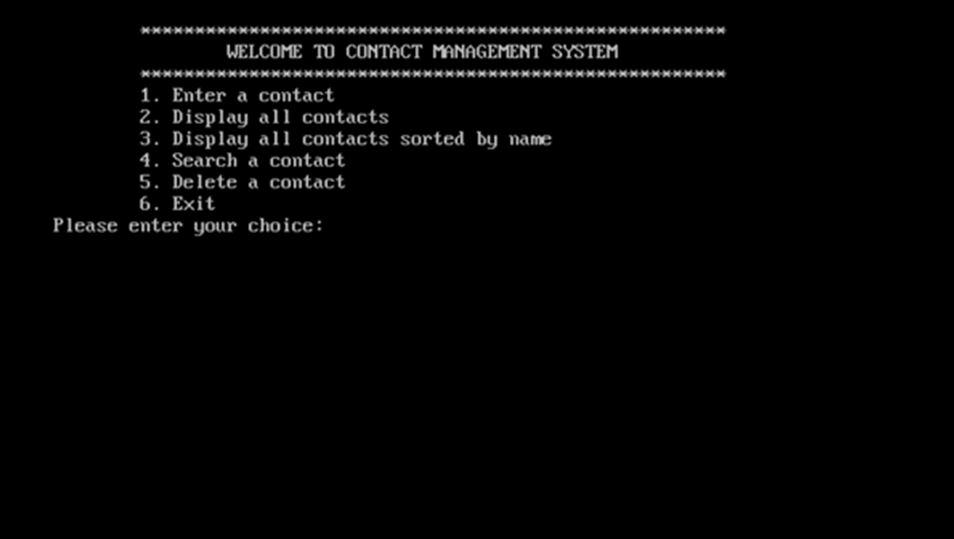 ******************************************************
WELCOME TO CONTACT MANAGEMENT SYSTEM
******************************************************
1. Enter a contact
2. Display all contacts
3. Display all contacts sorted by name
4. Search a contact
5. Delete a contact
6. Exit
Please enter your choice: